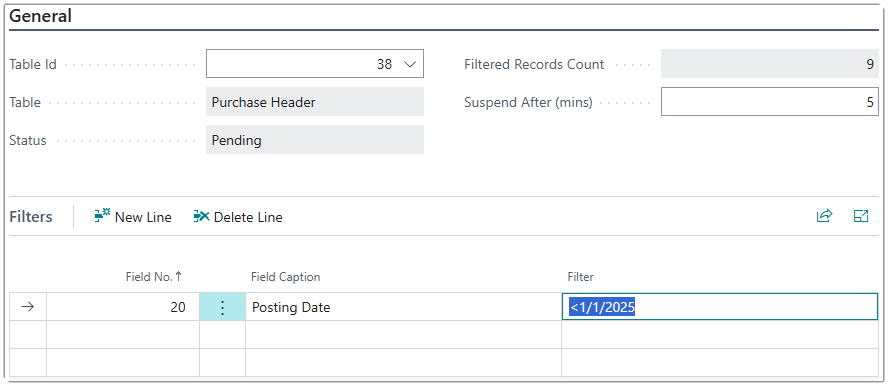 General
Table Id 38 Filtered Records Count 9
Table Purchase Header Suspend After (mins) 5
Status Pending
Filters New Line Delete Line
Field No.↑ Field Caption Filter
20 Posting Date <1/1/2025